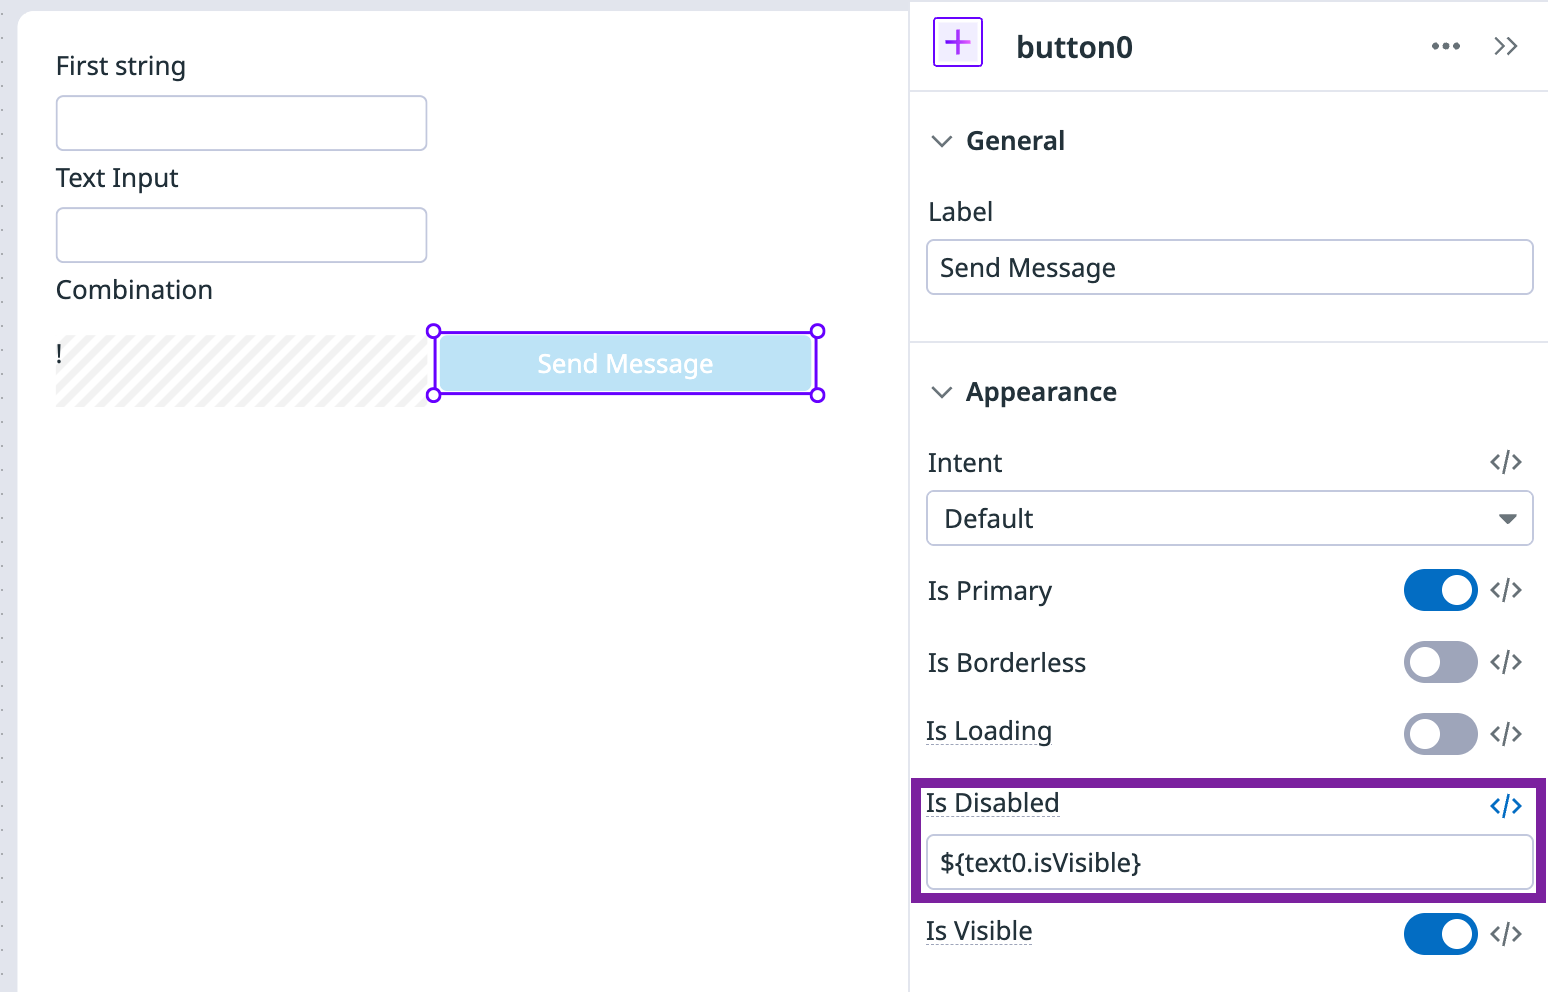 First string
Text Input
Combination
!
Send Message
button0
General
Label
Send Message
Appearance
Intent
Default
Is Primary
Is Borderless
Is Loading
Is Disabled
${text0.isVisible}
Is Visible